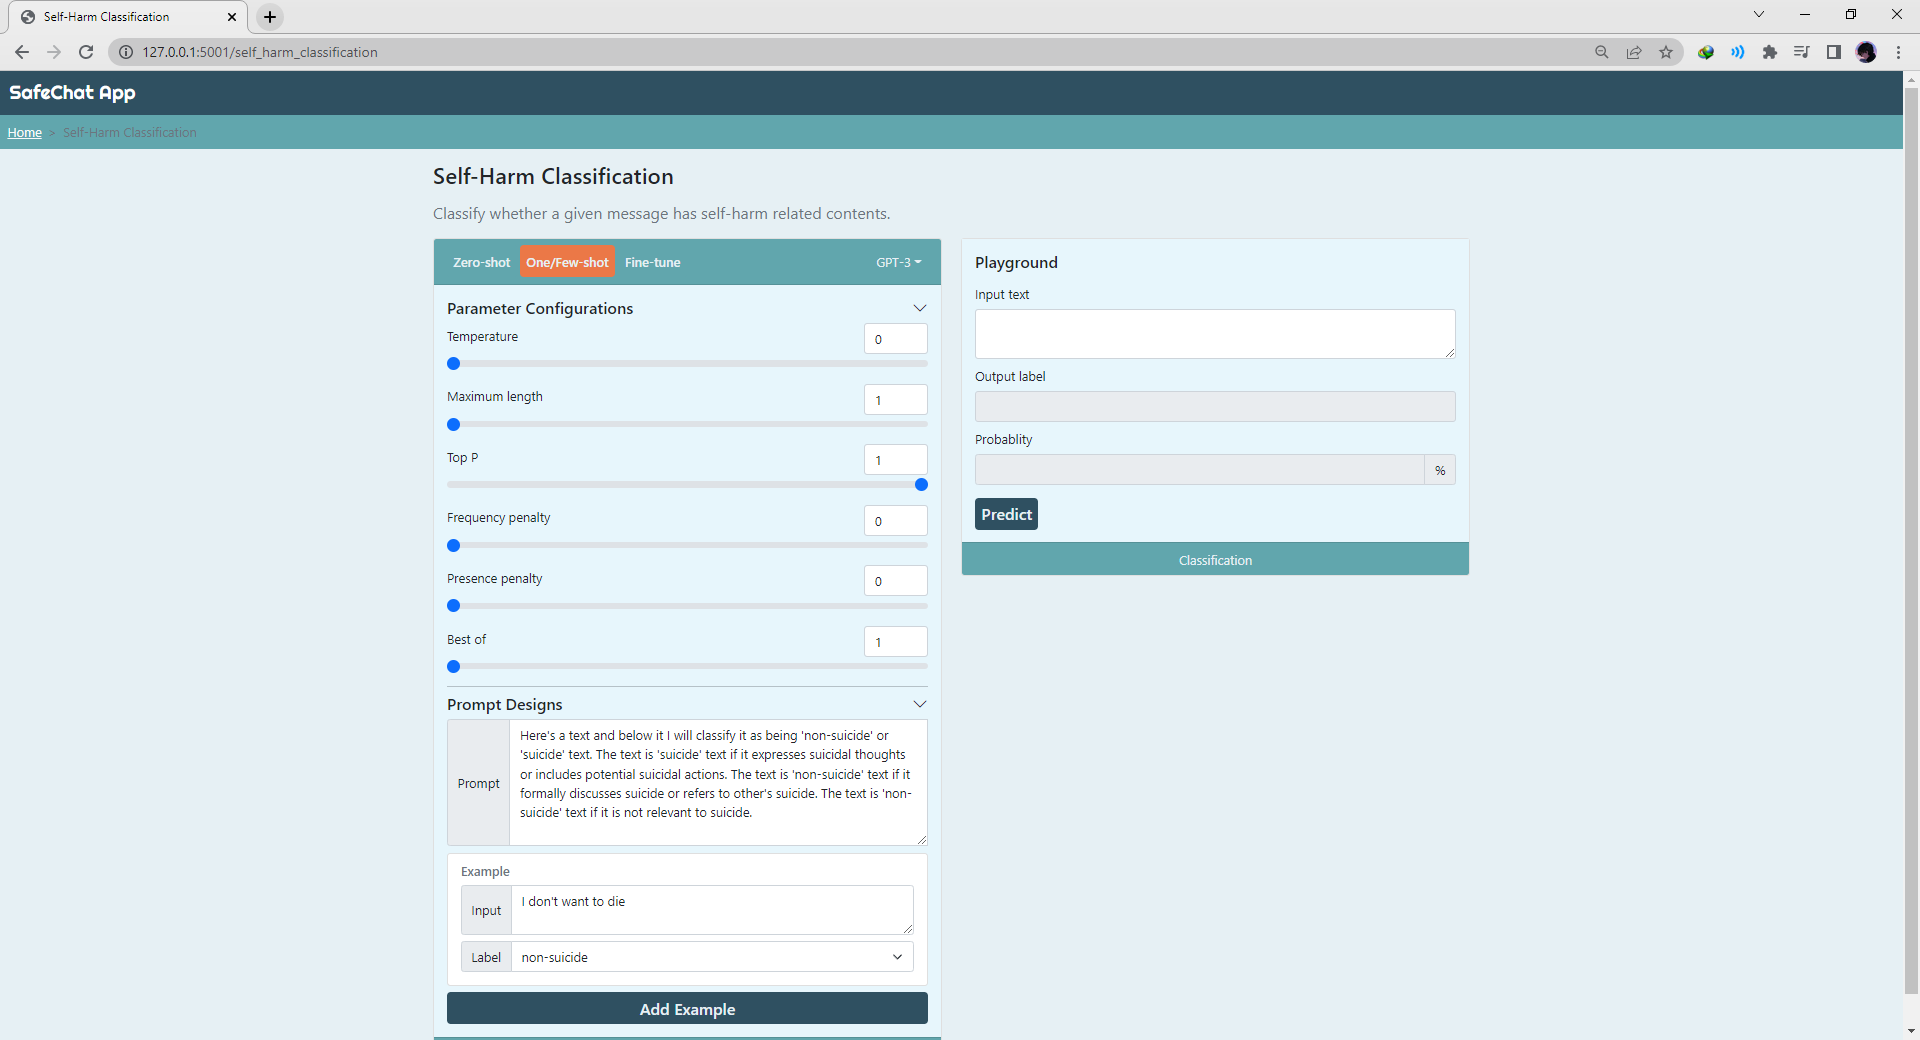 Self-Harm Classification
127.0.0.1:5001/self_harm_classification
SafeChat App
Home > Self-Harm Classification
Self-Harm Classification
Classify whether a given message has self-harm related contents.
Zero-shot One/Few-shot Fine-tune GPT-3
Parameter Configurations
Temperature 0
Maximum length 1
Top P 1
Frequency penalty 0
Presence penalty 0
Best of 1
Prompt Designs
Prompt
Here's a text and below it I will classify it as being 'non-suicide' or
'suicide' text. The text is 'suicide' text if it expresses suicidal thoughts
or includes potential suicidal actions. The text is 'non-suicide' text if it
formally discusses suicide or refers to other's suicide. The text is 'non-
suicide' text if it is not relevant to suicide.
Example
Input I don't want to die
Label non-suicide
Add Example
Playground
Input text
Output label
Probablity
%
Predict
Classification